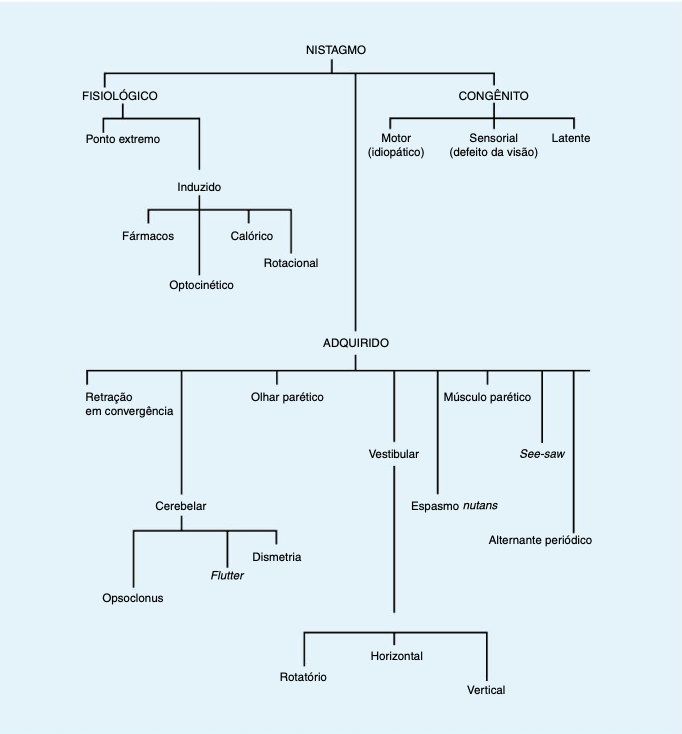 NISTAGMO
FISIOLÓGICO
CONGÊNITO
Ponto extremo
Motor
(idiopático)
Sensorial
(defeito da visão)
Latente
Induzido
Fármacos
Calórico
Rotacional
Optocinético
ADQUIRIDO
Retração
em convergência
Olhar parético
Músculo parético
Vestibular
See-saw
Cerebelar
Espasmo nutans
Alternante periódico
Dismetria
Flutter
Opsoclonus
Horizontal
Rotatório
Vertical